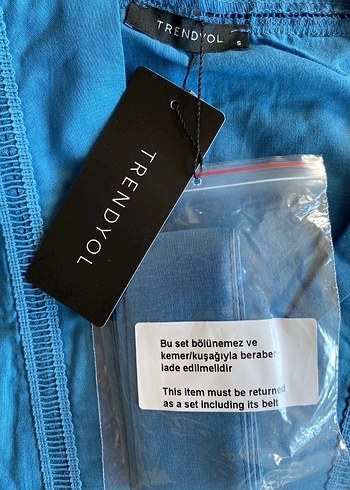 TRENDYOL
S
TRENDYOL
Bu set bölünemez ve
kemer/kuşağıyla beraber
iade edilmelidir
This item must be returned
as a set including its belt